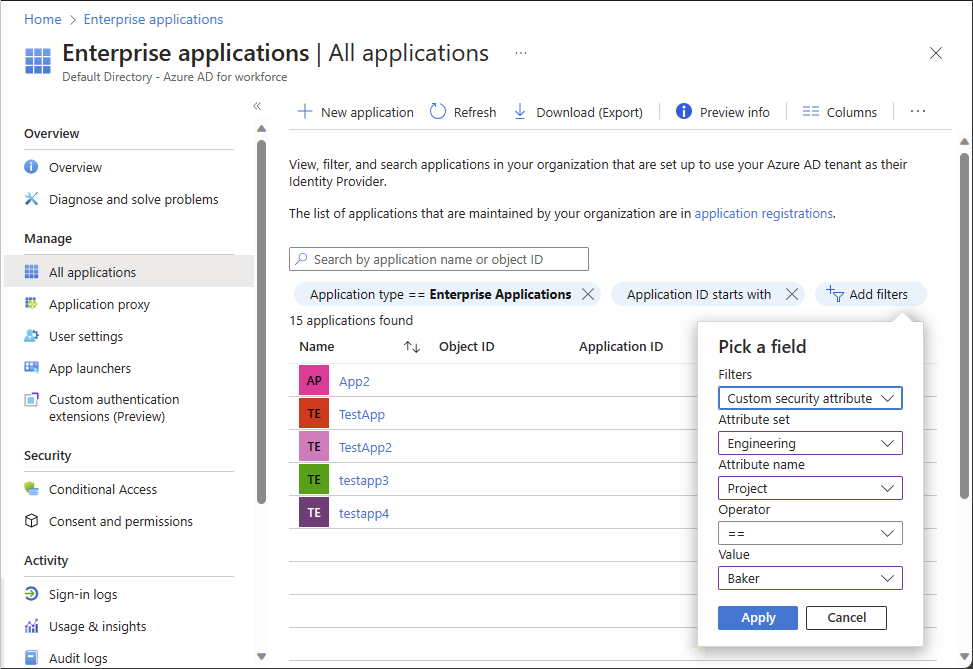 Home > Enterprise applications
Enterprise applications | All applications ...
Default Directory - Azure AD for workforce
Overview
Overview
Diagnose and solve problems
Manage
All applications
Application proxy
User settings
App launchers
Custom authentication
extensions (Preview)
Security
Conditional Access
Consent and permissions
Activity
Sign-in logs
Usage & insights
Audit logs
New application
Refresh
Download (Export)
Preview info
Columns
View, filter, and search applications in your organization that are set up to use your Azure AD tenant as their
Identity Provider.
The list of applications that are maintained by your organization are in application registrations.
Search by application name or object ID
Application type == Enterprise Applications
Application ID starts with
Add filters
15 applications found
Name Object ID Application ID
AP App2
TE TestApp
TE TestApp2
TE testapp3
TE testapp4
Pick a field
Filters
Custom security attribute
Attribute set
Engineering
Attribute name
Project
Operator
==
Value
Baker
Apply Cancel